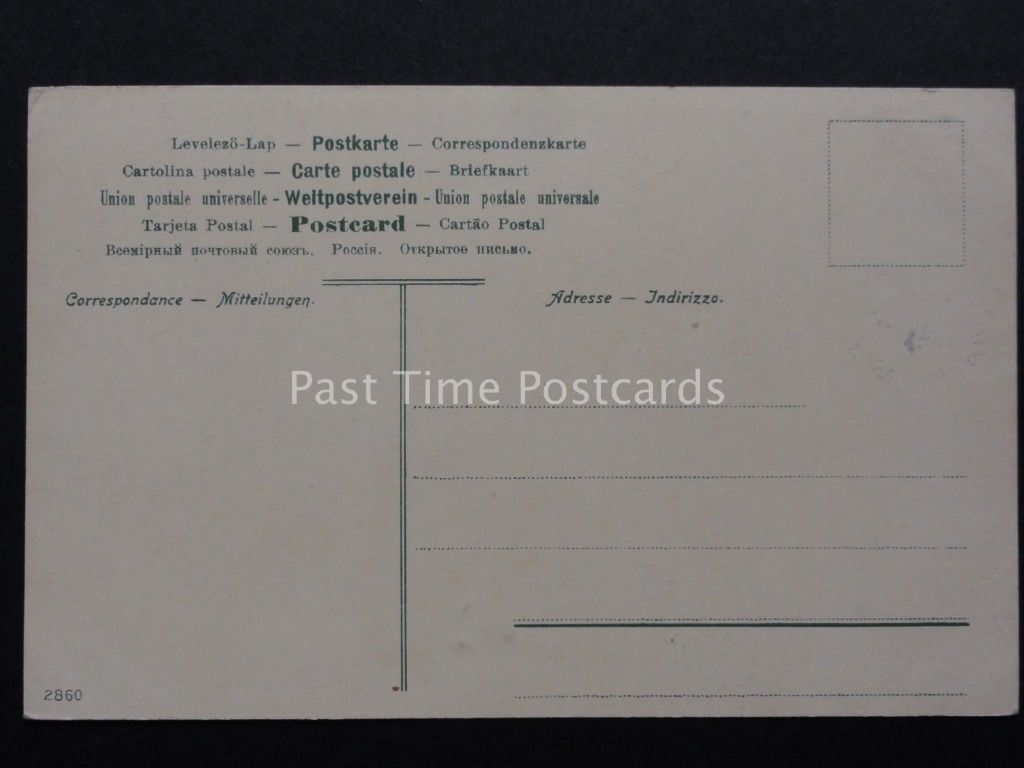 Levelezö-Lap — Postkarte — Correspondenzkarte
Cartolina postale — Carte postale — Briefkaart
Union postale universelle - Weltpostverein - Union postale universale
Tarjeta Postal — Postcard — Cartão Postal
Всемірный почтовый союзъ. Россія. Открытое письмо.
Correspondance — Mitteilungen.
Adresse — Indirizzo.
Past Time Postcards
2860